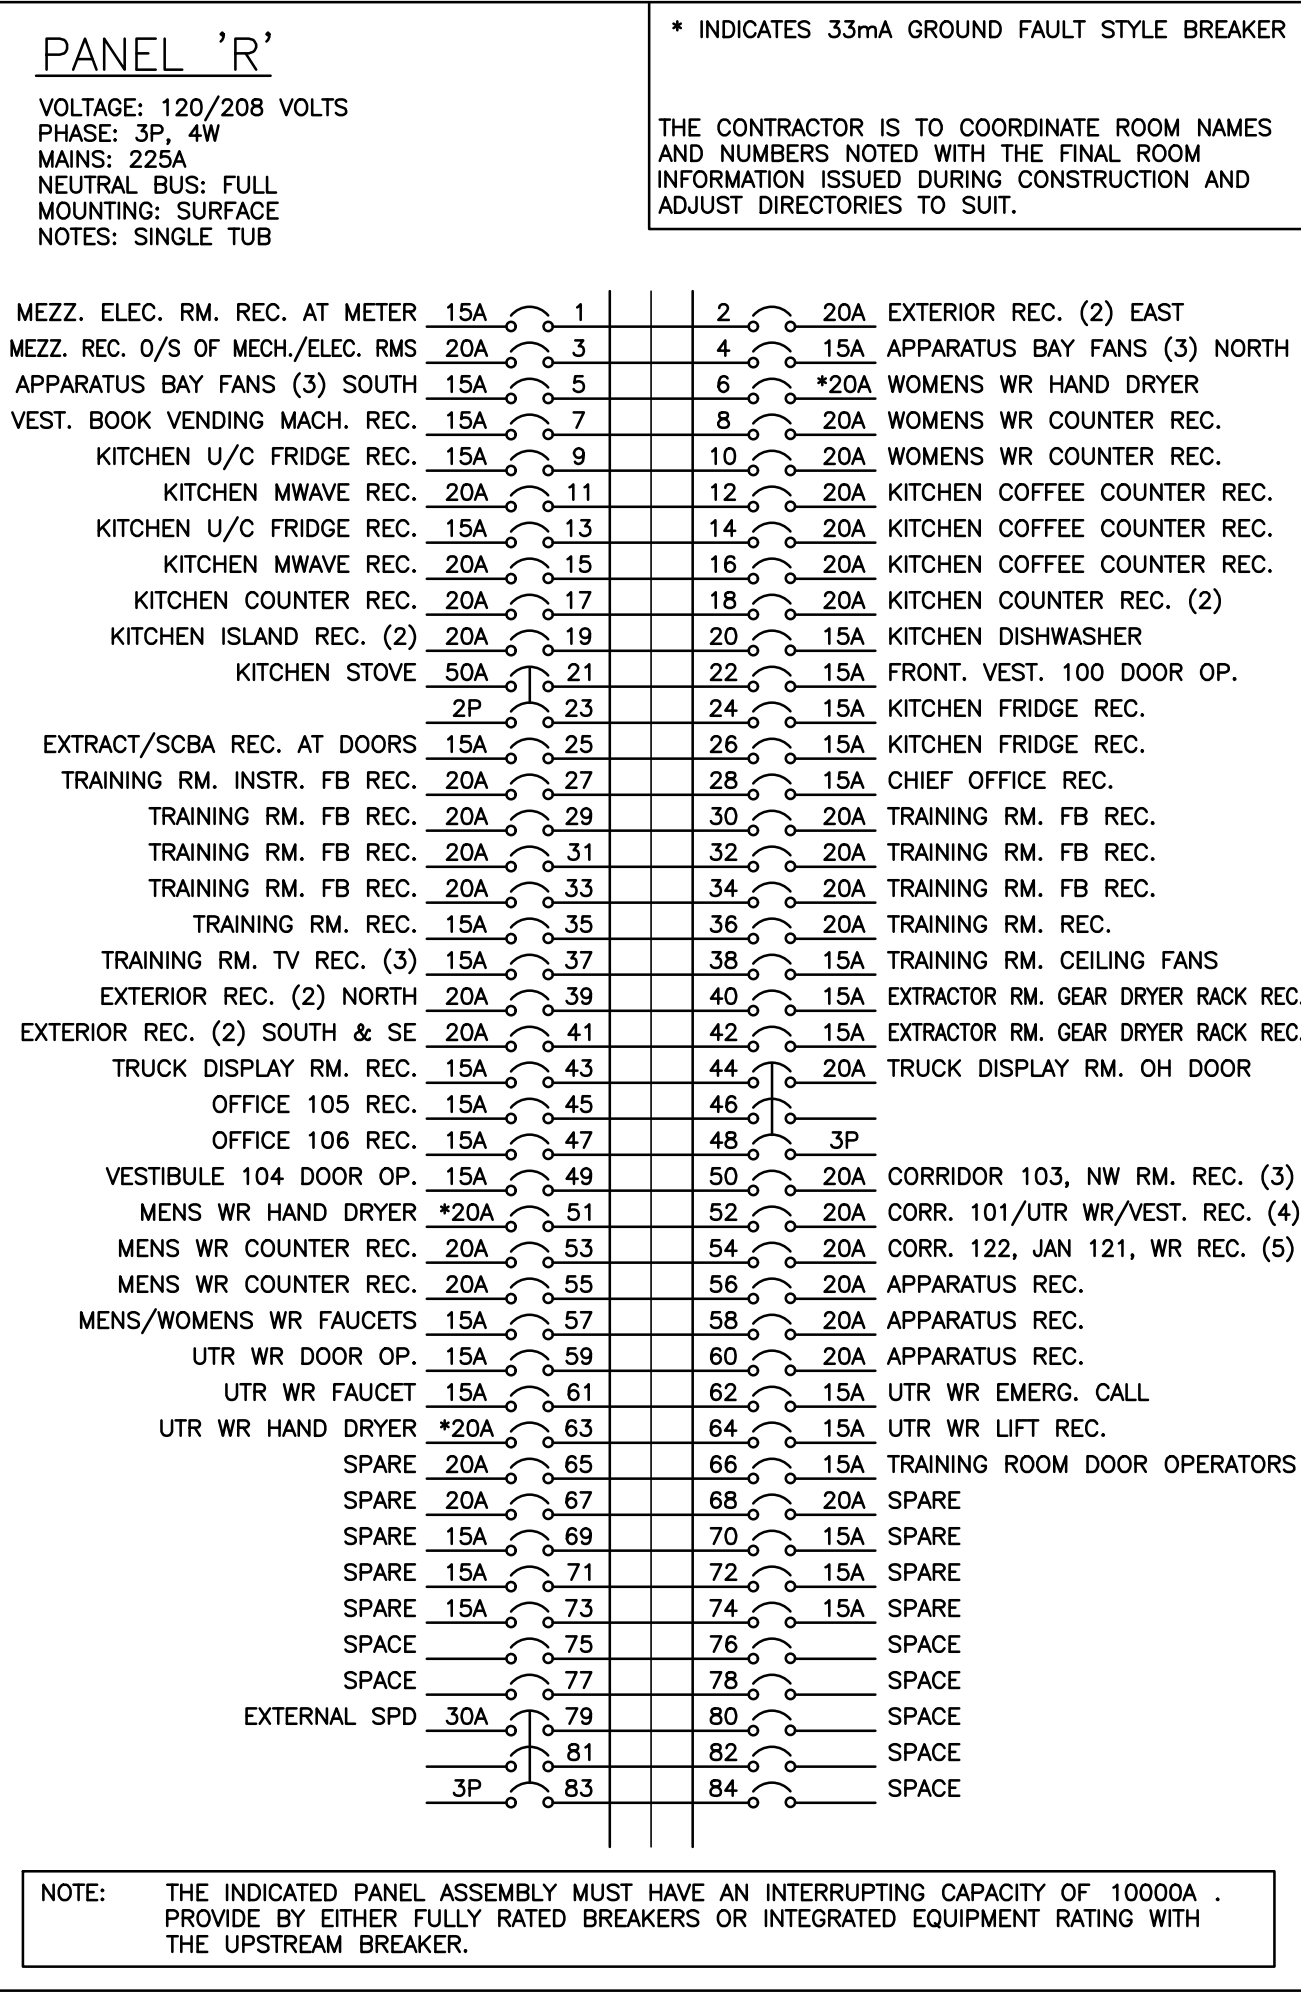 PANEL 'R'
VOLTAGE: 120/208 VOLTS
PHASE: 3P, 4W
MAINS: 225A
NEUTRAL BUS: FULL
MOUNTING: SURFACE
NOTES: SINGLE TUB
* INDICATES 33mA GROUND FAULT STYLE BREAKER
THE CONTRACTOR IS TO COORDINATE ROOM NAMES
AND NUMBERS NOTED WITH THE FINAL ROOM
INFORMATION ISSUED DURING CONSTRUCTION AND
ADJUST DIRECTORIES TO SUIT.
MEZZ. ELEC. RM. REC. AT METER 15A 1 2 20A EXTERIOR REC. (2) EAST
MEZZ. REC. O/S OF MECH./ELEC. RMS 20A 3 4 15A APPARATUS BAY FANS (3) NORTH
APPARATUS BAY FANS (3) SOUTH 15A 5 6 *20A WOMENS WR HAND DRYER
VEST. BOOK VENDING MACH. REC. 15A 7 8 20A WOMENS WR COUNTER REC.
KITCHEN U/C FRIDGE REC. 15A 9 10 20A WOMENS WR COUNTER REC.
KITCHEN MWAVE REC. 20A 11 12 20A KITCHEN COFFEE COUNTER REC.
KITCHEN U/C FRIDGE REC. 15A 13 14 20A KITCHEN COFFEE COUNTER REC.
KITCHEN MWAVE REC. 20A 15 16 20A KITCHEN COFFEE COUNTER REC.
KITCHEN COUNTER REC. 20A 17 18 20A KITCHEN COUNTER REC. (2)
KITCHEN ISLAND REC. (2) 20A 19 20 15A KITCHEN DISHWASHER
KITCHEN STOVE 50A 21 22 15A FRONT. VEST. 100 DOOR OP.
2P 23 24 15A KITCHEN FRIDGE REC.
EXTRACT/SCBA REC. AT DOORS 15A 25 26 15A KITCHEN FRIDGE REC.
TRAINING RM. INSTR. FB REC. 20A 27 28 15A CHIEF OFFICE REC.
TRAINING RM. FB REC. 20A 29 30 20A TRAINING RM. FB REC.
TRAINING RM. FB REC. 20A 31 32 20A TRAINING RM. FB REC.
TRAINING RM. FB REC. 20A 33 34 20A TRAINING RM. FB REC.
TRAINING RM. REC. 15A 35 36 20A TRAINING RM. REC.
TRAINING RM. TV REC. (3) 15A 37 38 15A TRAINING RM. CEILING FANS
EXTERIOR REC. (2) NORTH 20A 39 40 15A EXTRACTOR RM. GEAR DRYER RACK REC.
EXTERIOR REC. (2) SOUTH & SE 20A 41 42 15A EXTRACTOR RM. GEAR DRYER RACK REC.
TRUCK DISPLAY RM. REC. 15A 43 44 20A TRUCK DISPLAY RM. OH DOOR
OFFICE 105 REC. 15A 45 46
OFFICE 106 REC. 15A 47 48 3P
VESTIBULE 104 DOOR OP. 15A 49 50 20A CORRIDOR 103, NW RM. REC. (3)
MENS WR HAND DRYER *20A 51 52 20A CORR. 101/UTR WR/VEST. REC. (4)
MENS WR COUNTER REC. 20A 53 54 20A CORR. 122, JAN 121, WR REC. (5)
MENS WR COUNTER REC. 20A 55 56 20A APPARATUS REC.
MENS/WOMENS WR FAUCETS 15A 57 58 20A APPARATUS REC.
UTR WR DOOR OP. 15A 59 60 20A APPARATUS REC.
UTR WR FAUCET 15A 61 62 15A UTR WR EMERG. CALL
UTR WR HAND DRYER *20A 63 64 15A UTR WR LIFT REC.
SPARE 20A 65 66 15A TRAINING ROOM DOOR OPERATORS
SPARE 20A 67 68 20A SPARE
SPARE 15A 69 70 15A SPARE
SPARE 15A 71 72 15A SPARE
SPARE 15A 73 74 15A SPARE
SPACE 75 76 SPACE
SPACE 77 78 SPACE
EXTERNAL SPD 30A 79 80 SPACE
81 82 SPACE
3P 83 84 SPACE
NOTE: THE INDICATED PANEL ASSEMBLY MUST HAVE AN INTERRUPTING CAPACITY OF 10000A .
PROVIDE BY EITHER FULLY RATED BREAKERS OR INTEGRATED EQUIPMENT RATING WITH
THE UPSTREAM BREAKER.